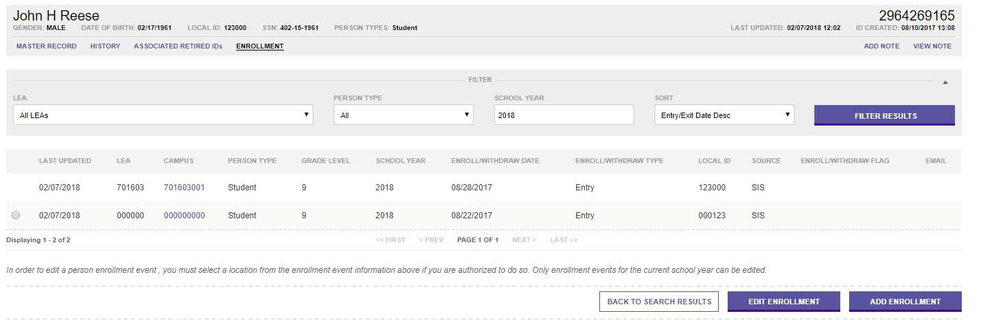 John H Reese 2964269165
GENDER: MALE DATE OF BIRTH: 02/17/1961 LOCAL ID: 123000 SSN: 402-15-1961 PERSON TYPES: Student LAST UPDATED: 02/07/2018 12:02 ID CREATED: 08/10/2017 13:08
MASTER RECORD HISTORY ASSOCIATED RETIRED IDs ENROLLMENT ADD NOTE VIEW NOTE
FILTER
LEA PERSON TYPE SCHOOL YEAR SORT
All LEAs All 2018 Entry/Exit Date Desc FILTER RESULTS
LAST UPDATED LEA CAMPUS PERSON TYPE GRADE LEVEL SCHOOL YEAR ENROLL/WITHDRAW DATE ENROLL/WITHDRAW TYPE LOCAL ID SOURCE ENROLL/WITHDRAW FLAG EMAIL
02/07/2018 701603 701603001 Student 9 2018 08/28/2017 Entry 123000 SIS
02/07/2018 000000 000000000 Student 9 2018 08/22/2017 Entry 000123 SIS
Displaying 1 - 2 of 2 << FIRST < PREV PAGE 1 OF 1 NEXT > LAST >>
In order to edit a person enrollment event , you must select a location from the enrollment event information above if you are authorized to do so. Only enrollment events for the current school year can be edited.
BACK TO SEARCH RESULTS EDIT ENROLLMENT ADD ENROLLMENT